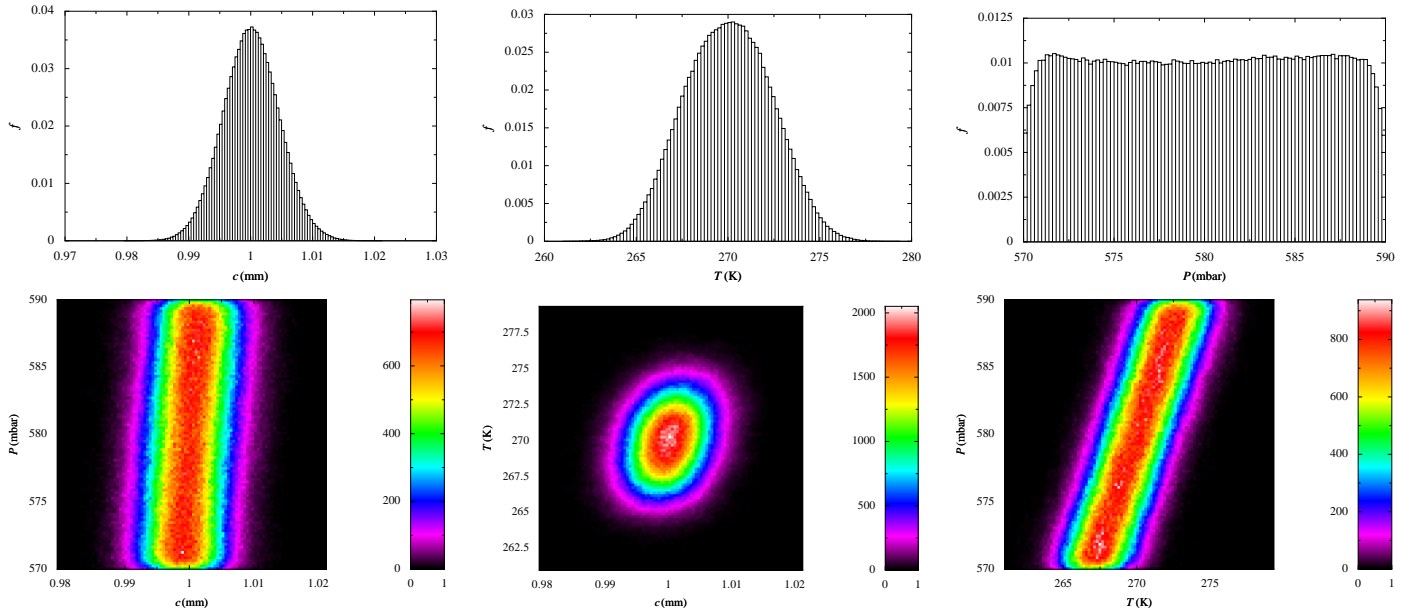 0.04
0.03
0.02
0.01
0
f
0.97 0.98 0.99 1 1.01 1.02 1.03
c (mm)
0.03
0.025
0.02
0.015
0.01
0.005
0
f
260 265 270 275 280
T (K)
0.0125
0.01
0.0075
0.005
0.0025
0
f
570 575 580 585 590
P (mbar)
590
585
580
575
570
P (mbar)
0.98 0.99 1 1.01 1.02
c (mm)
600
400
200
0
0 1
277.5
275
272.5
270
267.5
265
262.5
T (K)
0.98 0.99 1 1.01 1.02
c (mm)
2000
1500
1000
500
0
0 1
590
585
580
575
570
P (mbar)
265 270 275
T (K)
800
600
400
200
0
0 1